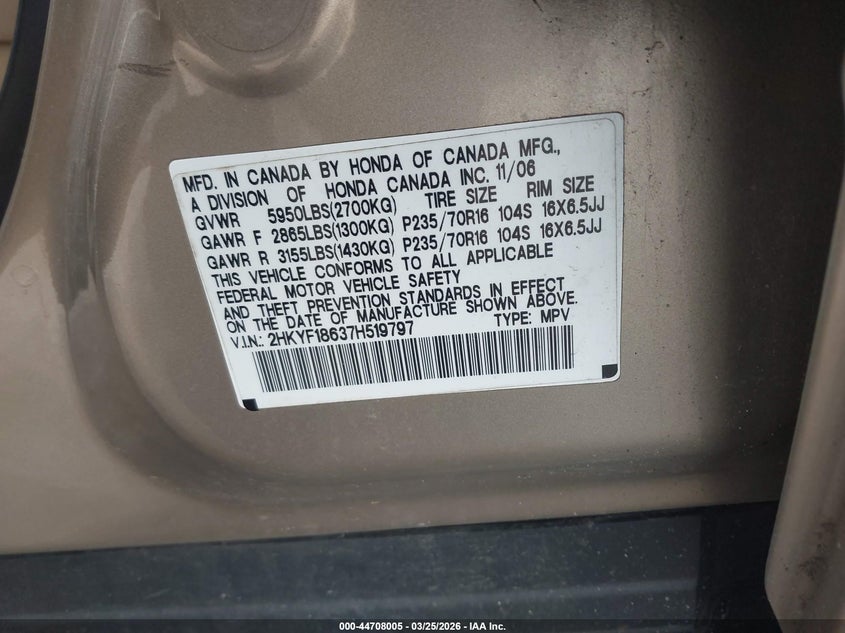 MFD. IN CANADA BY HONDA OF CANADA MFG.,
A DIVISION OF HONDA CANADA INC. 11/06
GVWR 5950LBS(2700KG) TIRE SIZE RIM SIZE
GAWR F 2865LBS(1300KG) P235/70R16 104S 16X6.5JJ
GAWR R 3155LBS(1430KG) P235/70R16 104S 16X6.5JJ
THIS VEHICLE CONFORMS TO ALL APPLICABLE
FEDERAL MOTOR VEHICLE SAFETY
AND THEFT PREVENTION STANDARDS IN EFFECT
ON THE DATE OF MANUFACTURE SHOWN ABOVE.
V.I.N.: 2HKYF18637H519797 TYPE: MPV
000-44708005 - 03/25/2026 - IAA Inc.